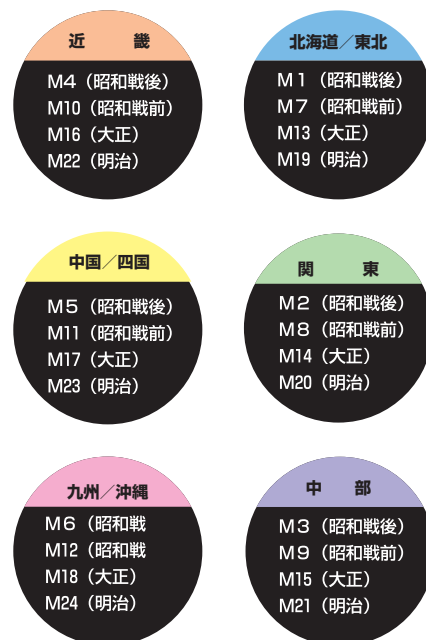 近　畿
M4（昭和戦後）
M10（昭和戦前）
M16（大正）
M22（明治）
北海道／東北
M1（昭和戦後）
M7（昭和戦前）
M13（大正）
M19（明治）
中国／四国
M5（昭和戦後）
M11（昭和戦前）
M17（大正）
M23（明治）
関　東
M2（昭和戦後）
M8（昭和戦前）
M14（大正）
M20（明治）
九州／沖縄
M6（昭和戦
M12（昭和戦
M18（大正）
M24（明治）
中　部
M3（昭和戦後）
M9（昭和戦前）
M15（大正）
M21（明治）